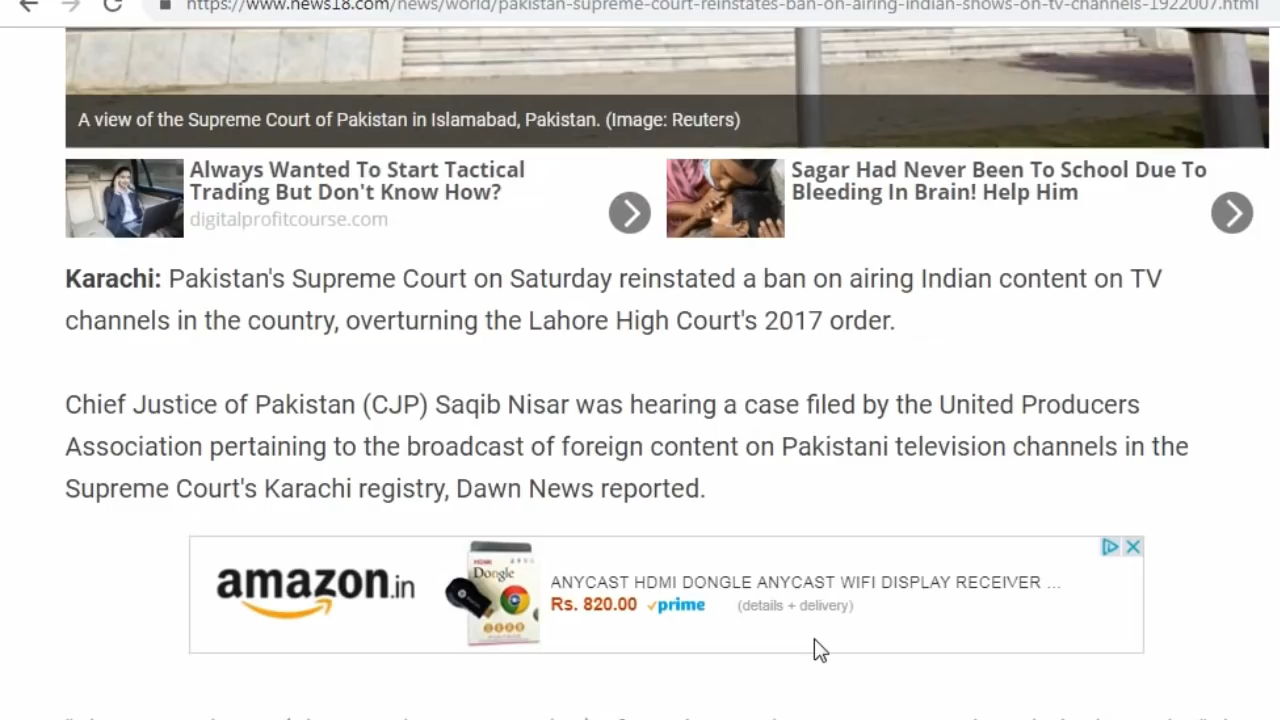 https://www.news18.com/news/world/pakistan-supreme-court-reinstates-ban-on-airing-indian-shows-on-tv-channels-1922007.html
A view of the Supreme Court of Pakistan in Islamabad, Pakistan. (Image: Reuters)
Always Wanted To Start Tactical
Trading But Don't Know How?
digitalprofitcourse.com
Sagar Had Never Been To School Due To
Bleeding In Brain! Help Him
Karachi: Pakistan's Supreme Court on Saturday reinstated a ban on airing Indian content on TV
channels in the country, overturning the Lahore High Court's 2017 order.
Chief Justice of Pakistan (CJP) Saqib Nisar was hearing a case filed by the United Producers
Association pertaining to the broadcast of foreign content on Pakistani television channels in the
Supreme Court's Karachi registry, Dawn News reported.
amazon.in
HDMI
Dongle
ANYCAST HDMI DONGLE ANYCAST WIFI DISPLAY RECEIVER ...
Rs. 820.00 prime (details + delivery)